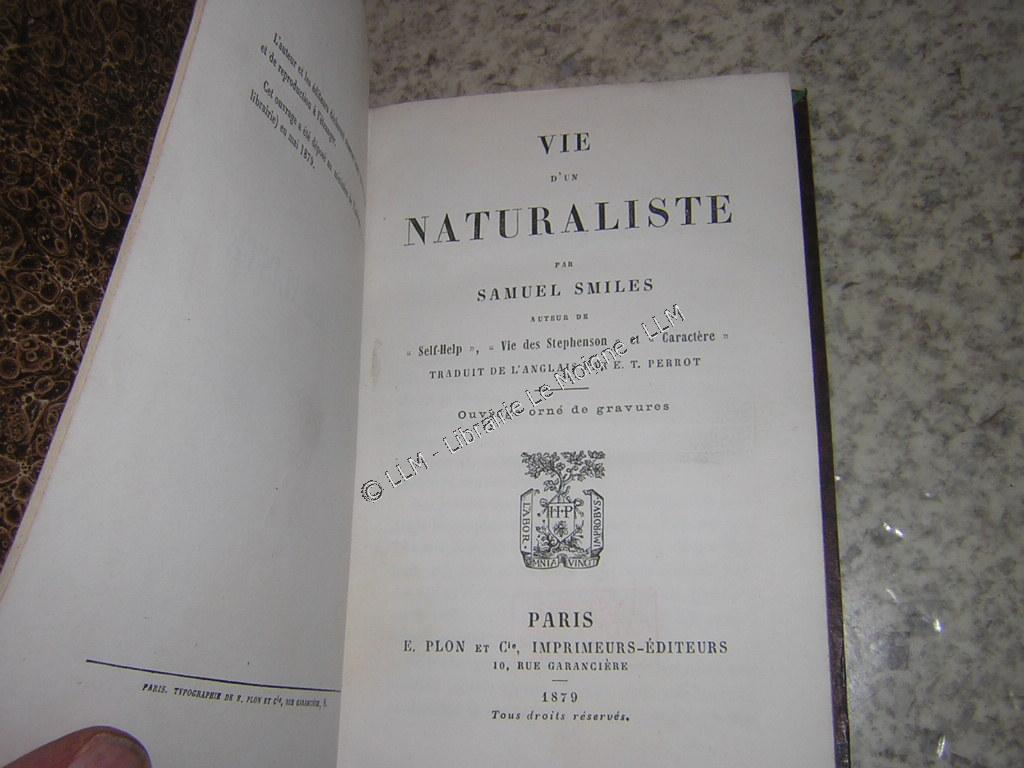 L'auteur et les éditeurs déclarent
et de reproduction à l'étranger.
Cet ouvrage a été déposé au
librairie) en mai 1879.
PARIS. TYPOGRAPHIE DE E. PLON ET Cie, RUE GARANCIÈRE, 8.
VIE
D'UN
NATURALISTE
PAR
SAMUEL SMILES
AUTEUR DE
« Self-Help », « Vie des Stephenson » et « Caractère »
TRADUIT DE L'ANGLAIS PAR E. T. PERROT
Ouvrage orné de gravures
LABOR OMNIA VINCIT IMPROBVS
H P
PARIS
E. PLON ET Cie, IMPRIMEURS-ÉDITEURS
10, RUE GARANCIÈRE
1879
Tous droits réservés.
© LLM - Librairie Le Moigne - LLM